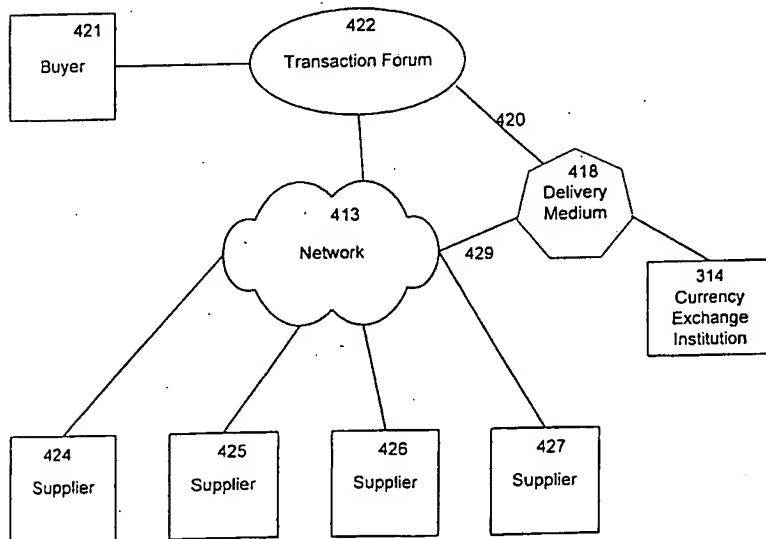 421
Buyer
422
Transaction Forum
420
418
Delivery
Medium
413
Network
429
314
Currency
Exchange
Institution
424
Supplier
425
Supplier
426
Supplier
427
Supplier